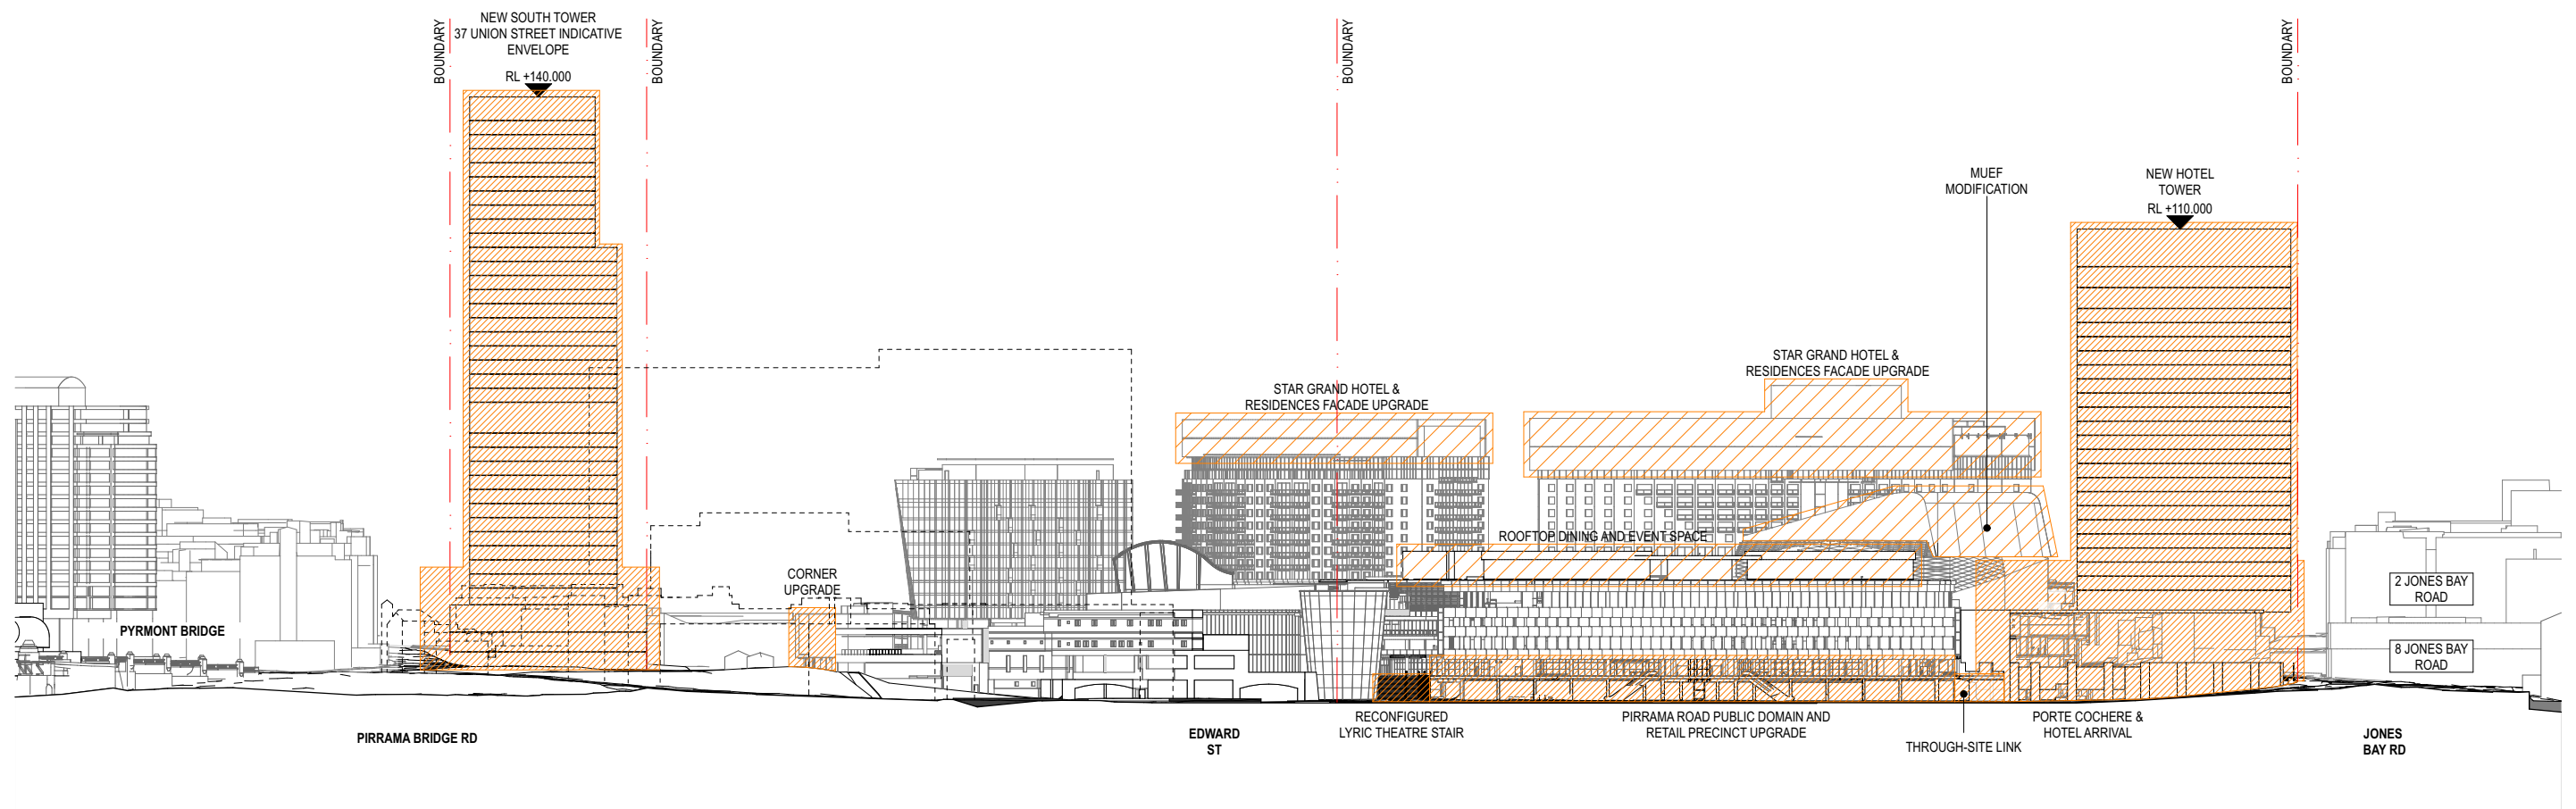 BOUNDARY
NEW SOUTH TOWER
37 UNION STREET INDICATIVE
ENVELOPE
RL +140.000
BOUNDARY
BOUNDARY
BOUNDARY
MUEF
MODIFICATION
NEW HOTEL
TOWER
RL +110.000
STAR GRAND HOTEL &
RESIDENCES FACADE UPGRADE
STAR GRAND HOTEL &
RESIDENCES FACADE UPGRADE
ROOFTOP DINING AND EVENT SPACE
CORNER
UPGRADE
PYRMONT BRIDGE
2 JONES BAY
ROAD
8 JONES BAY
ROAD
PIRRAMA BRIDGE RD
EDWARD
ST
RECONFIGURED
LYRIC THEATRE STAIR
PIRRAMA ROAD PUBLIC DOMAIN AND
RETAIL PRECINCT UPGRADE
THROUGH-SITE LINK
PORTE COCHERE &
HOTEL ARRIVAL
JONES
BAY RD